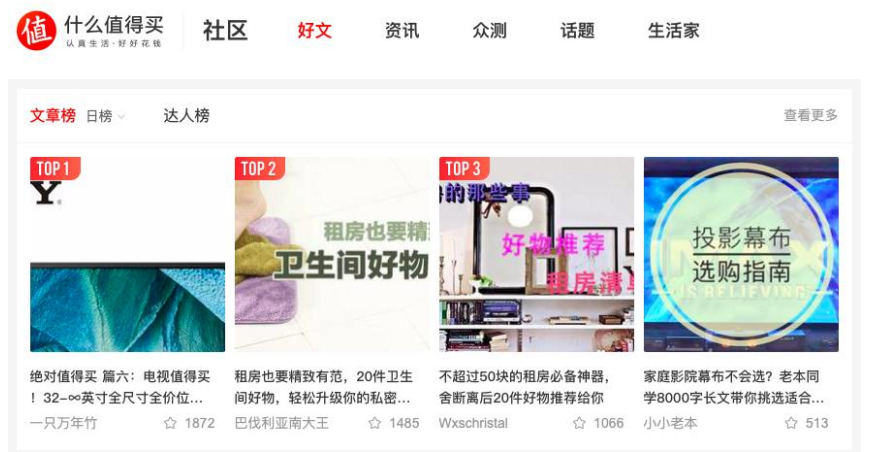 值 什么值得买
认真生活·好好花钱
社区 好文 资讯 众测 话题 生活家
文章榜 日榜 达人榜 查看更多
TOP 1
Y
TOP 2
租房也要精
卫生间好物
TOP 3
的那些事
好物推荐
租房清单
投影幕布
选购指南
IS BELIEVING
绝对值得买 篇六：电视值得买
！32-∞英寸全尺寸全价位...
一只万年竹 1872
租房也要精致有范，20件卫生
间好物，轻松升级你的私密...
巴伐利亚南大王 1485
不超过50块的租房必备神器，
舍断离后20件好物推荐给你
Wxschristal 1066
家庭影院幕布不会选？老本同
学8000字长文带你挑选适合...
小小老本 513